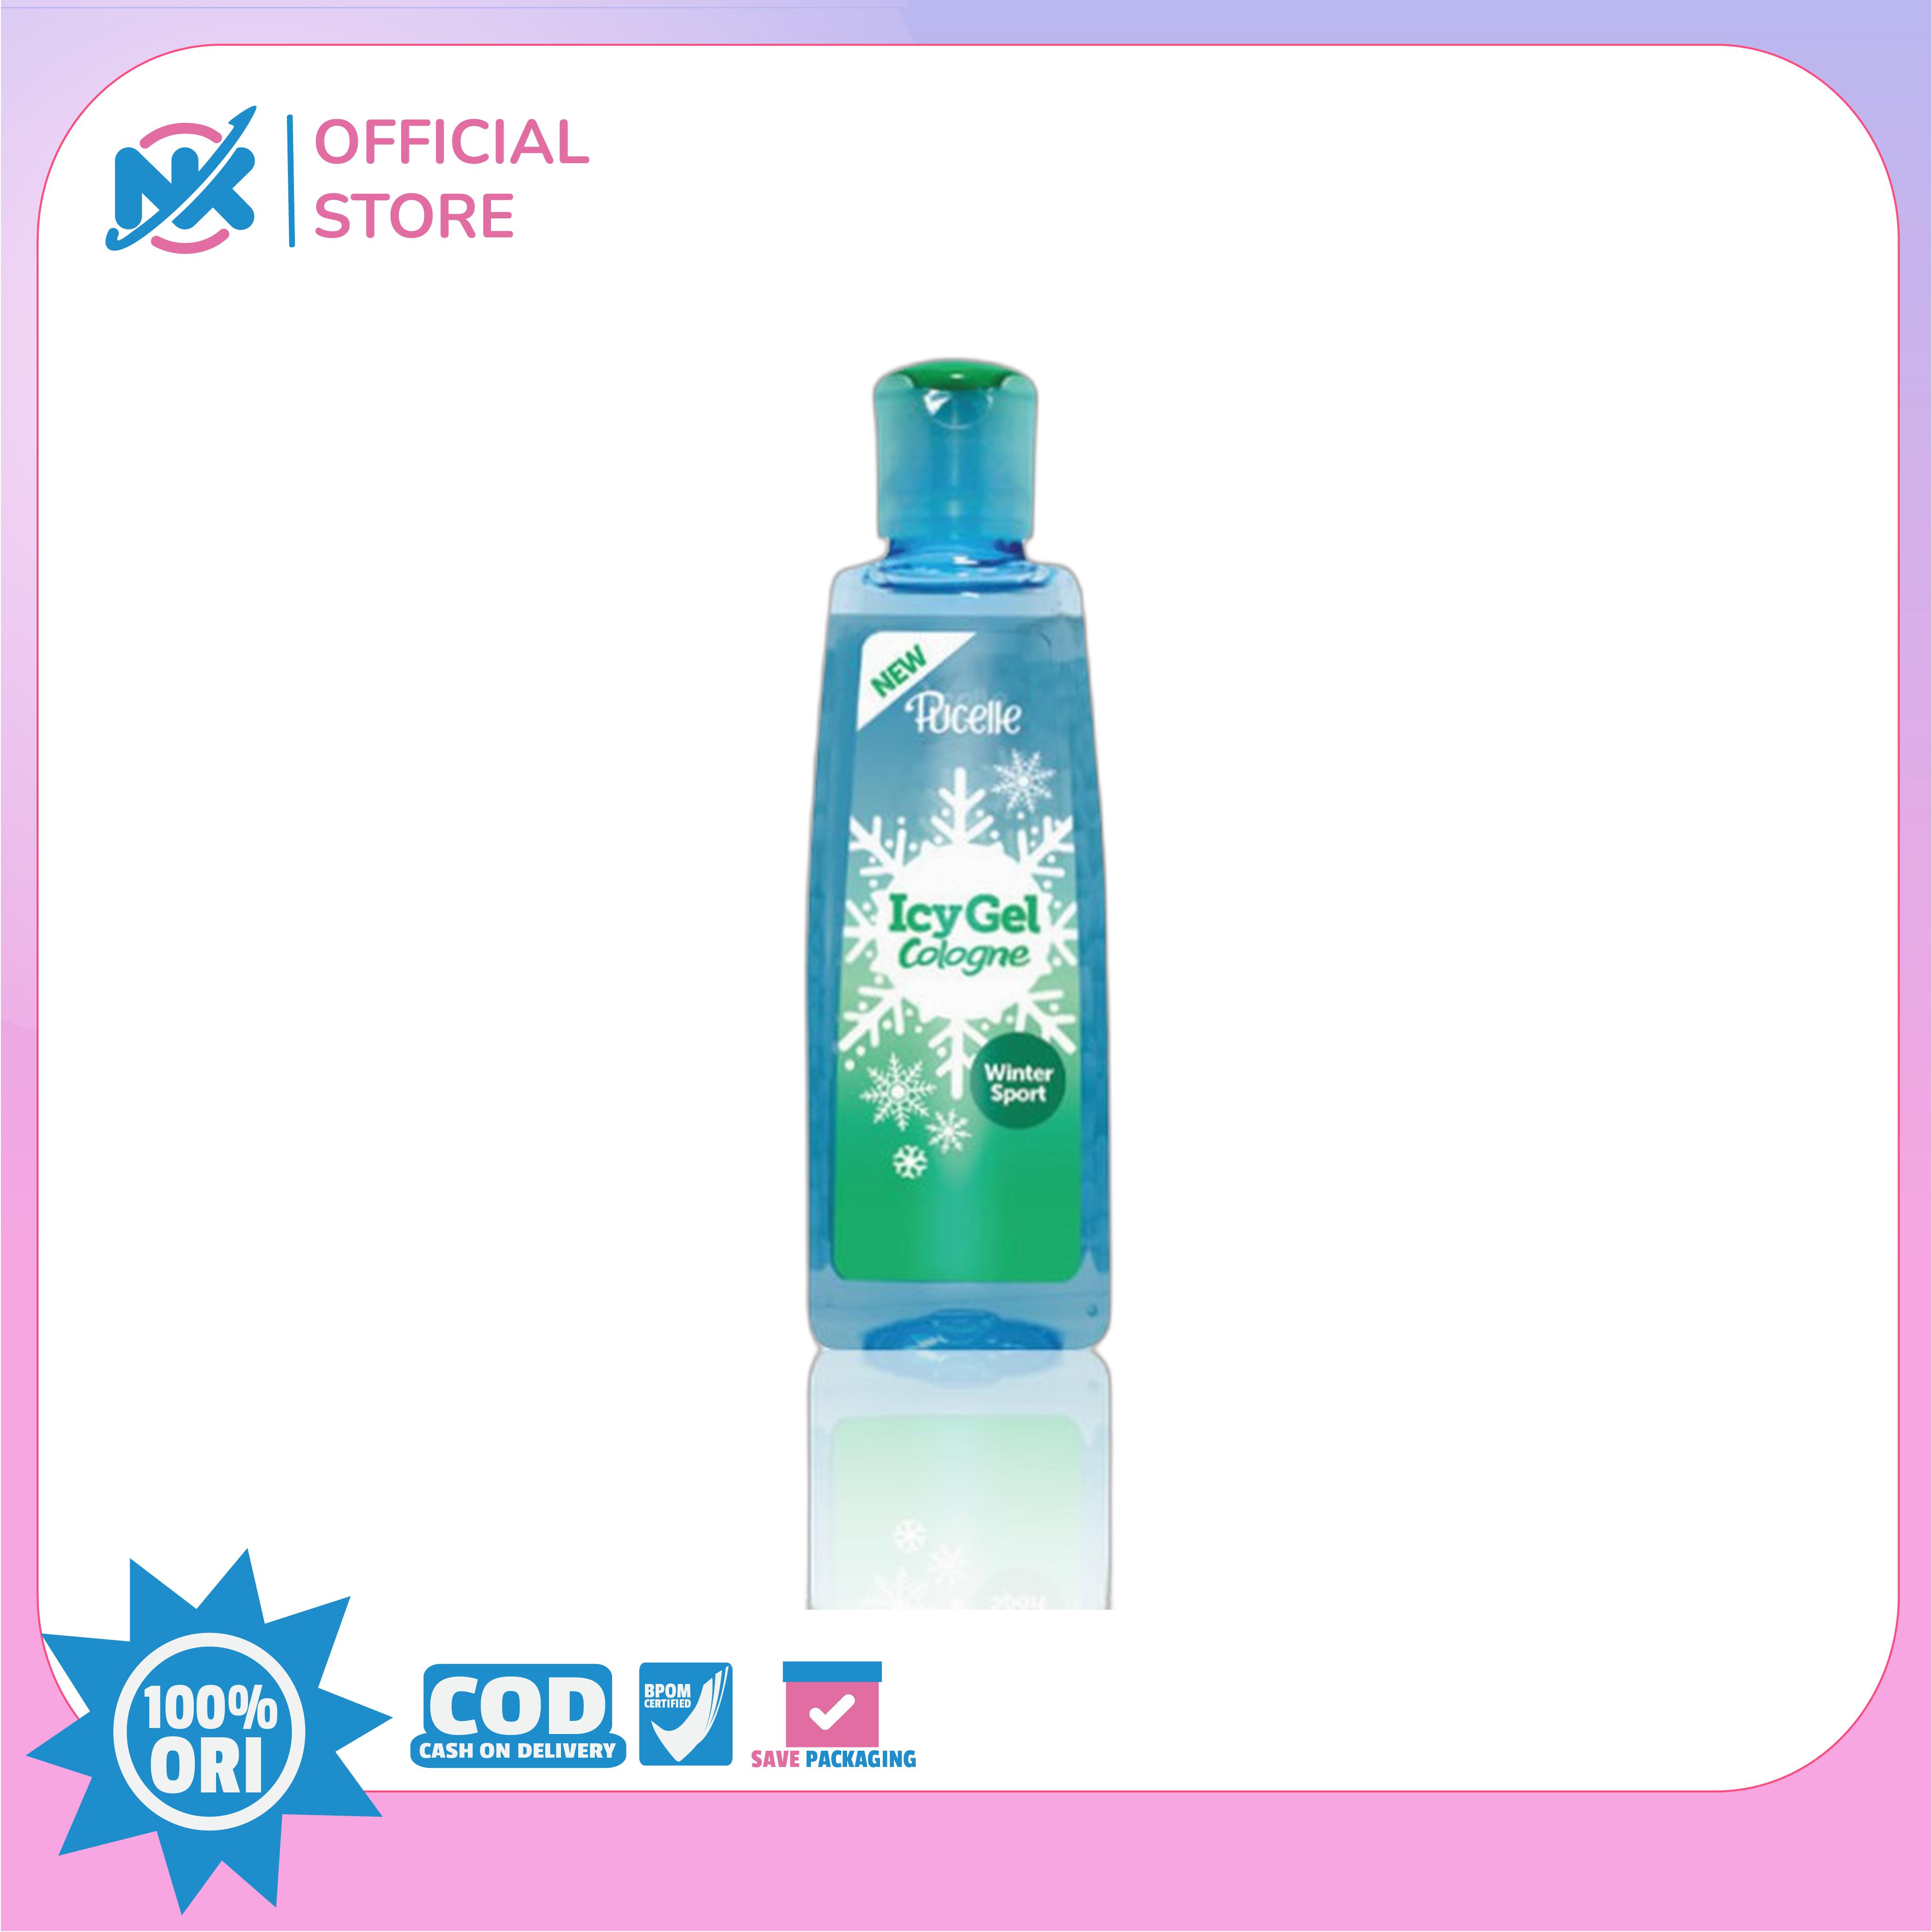 NK
OFFICIAL
STORE
NEW
Pucelle
Icy Gel
Cologne
Winter
Sport
100%
ORI
COD
CASH ON DELIVERY
BPOM
CERTIFIED
SAVE PACKAGING